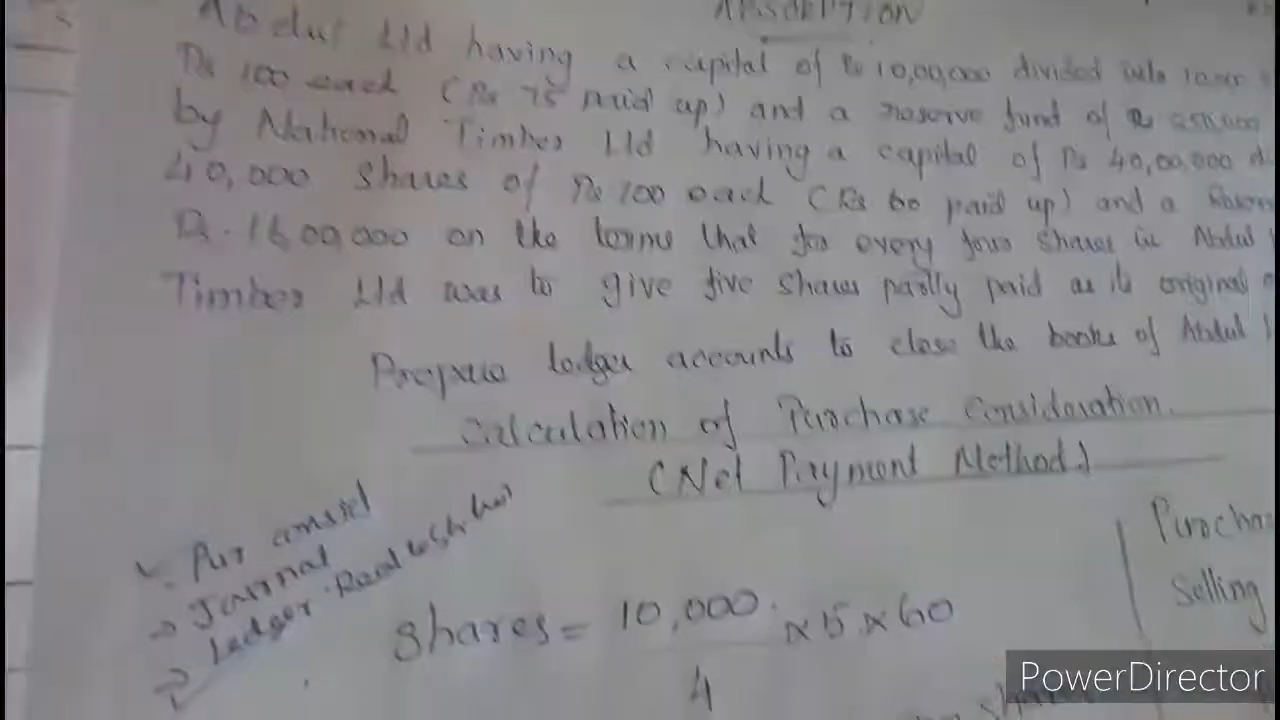 ABSORPTION
Abdul Ltd having a capital of Rs 10,00,000 divided into
Rs 100 each (Rs 75 paid up) and a reserve fund of Rs
by National Timber Ltd having a capital of Rs 40,00,000 d
40,000 shares of Rs 100 each (Rs 60 paid up) and a Reser
Rs. 16,00,000 on the terms that for every four shares in Abdul
Timber Ltd was to give five shares partly paid as its original
Prepare ledger accounts to close the books of Abdul
Calculation of Purchase Consideration.
(Net Payment Method)
Pur consid
→ Journal
→ Ledger
Purcha
Selling
Shares = 10,000 × 5 × 60
4
PowerDirector